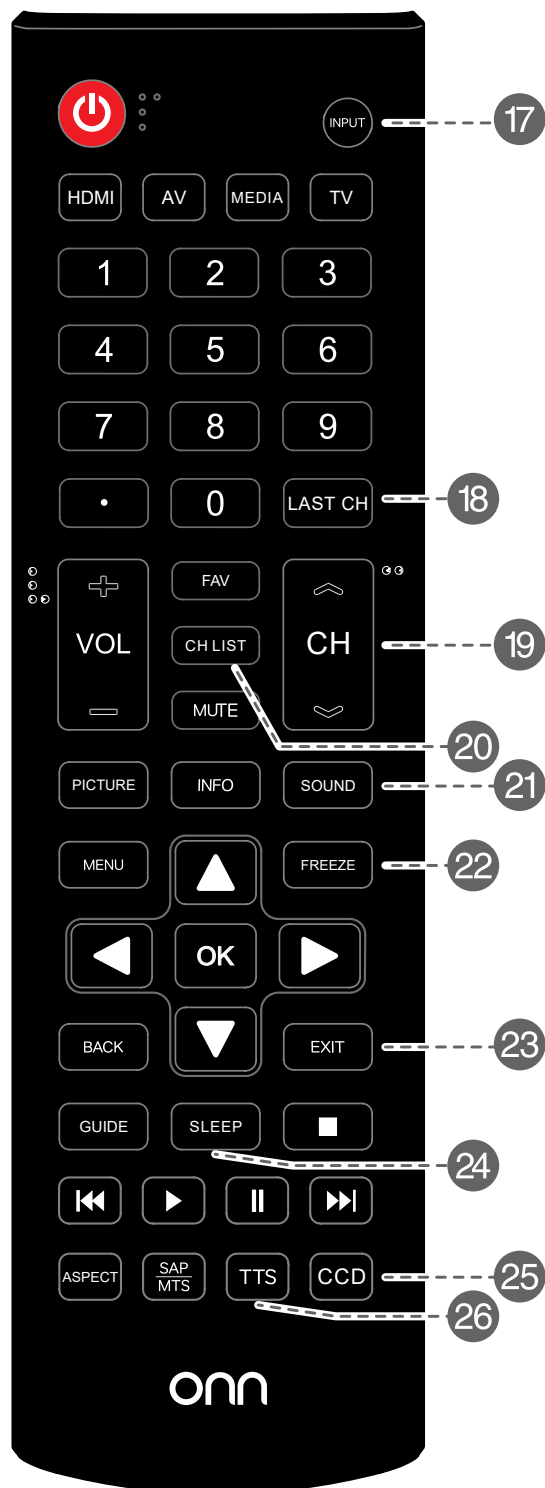 INPUT 17
HDMI AV MEDIA TV
1 2 3
4 5 6
7 8 9
. 0 LAST CH 18
FAV
VOL CH LIST CH 19
MUTE
20
PICTURE INFO SOUND 21
MENU FREEZE 22
OK
BACK EXIT 23
GUIDE SLEEP
24
ASPECT SAP TTS CCD 25
MTS
26
onn